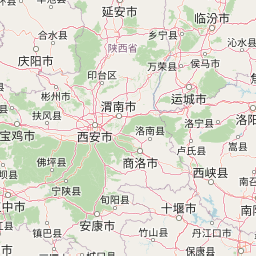 延安市
临汾市
合水县
乡宁县
沁水县
陕西省
庆阳市
万荣县
侯马市
印台区
彬州市
运城市
渭南市
扶风县
洛南县
洛宁县
宝鸡市
西安市
嵩县
卢氏县
佛坪县
商洛市
西峡县
宁陕县
旬阳县
十堰市
安康市
镇巴县
竹山县
丹江口市
保康县